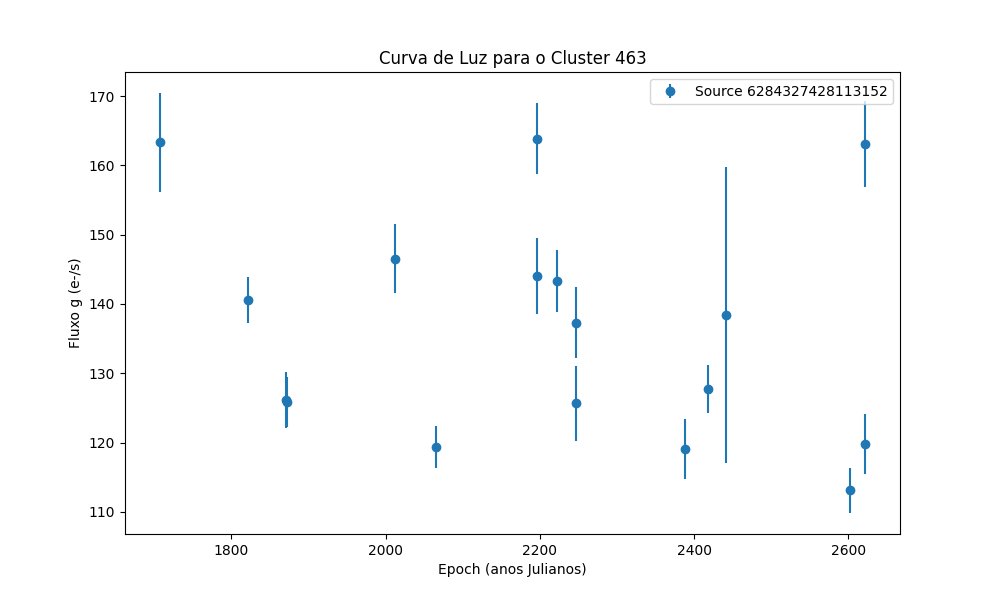 Curva de Luz para o Cluster 463
Source 6284327428113152
170
160
150
140
130
120
110
Fluxo g (e-/s)
1800 2000 2200 2400 2600
Epoch (anos Julianos)